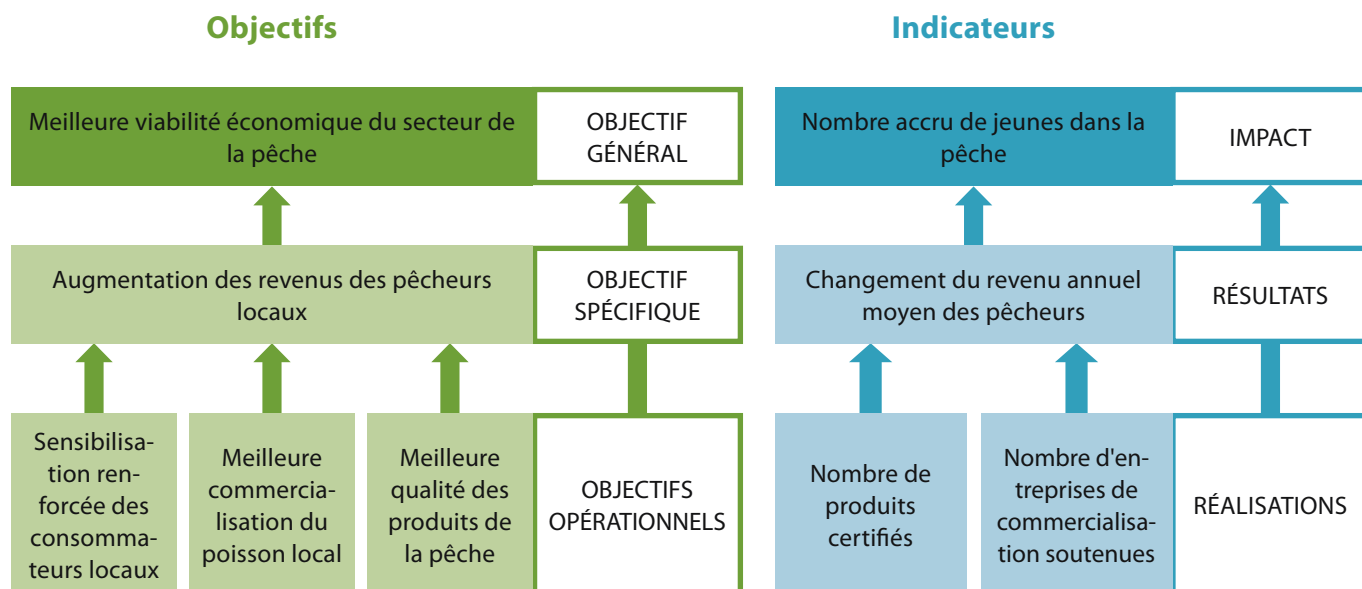 Objectifs
Meilleure viabilité économique du secteur de
la pêche
OBJECTIF
GÉNÉRAL
Augmentation des revenus des pêcheurs
locaux
OBJECTIF
SPÉCIFIQUE
Sensibilisa-
tion ren-
forcée des
consomma-
teurs locaux
Meilleure
commercia-
lisation du
poisson local
Meilleure
qualité des
produits de
la pêche
OBJECTIFS
OPÉRATIONNELS
Indicateurs
Nombre accru de jeunes dans la
pêche
IMPACT
Changement du revenu annuel
moyen des pêcheurs
RÉSULTATS
Nombre de
produits
certifiés
Nombre d'en-
treprises de
commercialisa-
tion soutenues
RÉALISATIONS